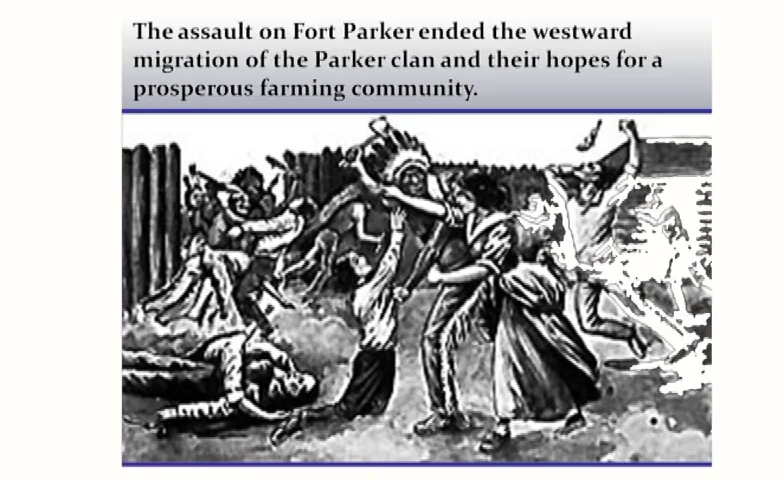 The assault on Fort Parker ended the westward
migration of the Parker clan and their hopes for a
prosperous farming community.